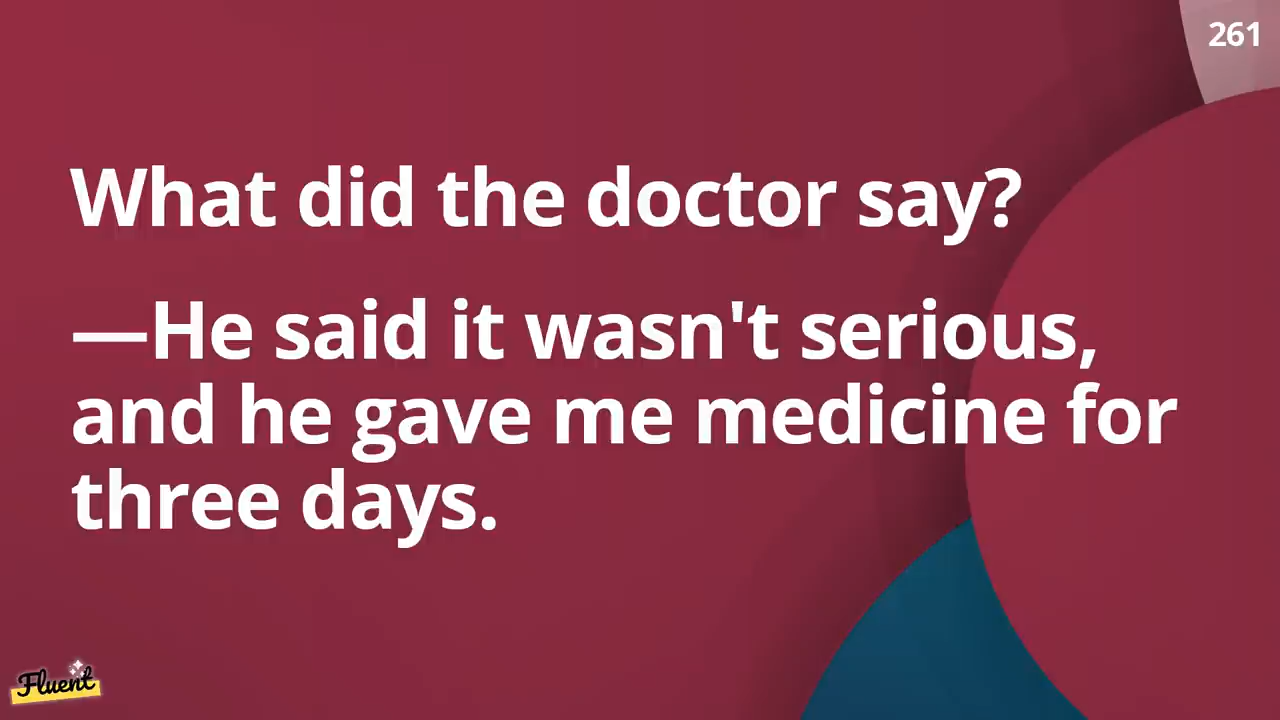 261
What did the doctor say?
—He said it wasn't serious,
and he gave me medicine for
three days.
Fluent